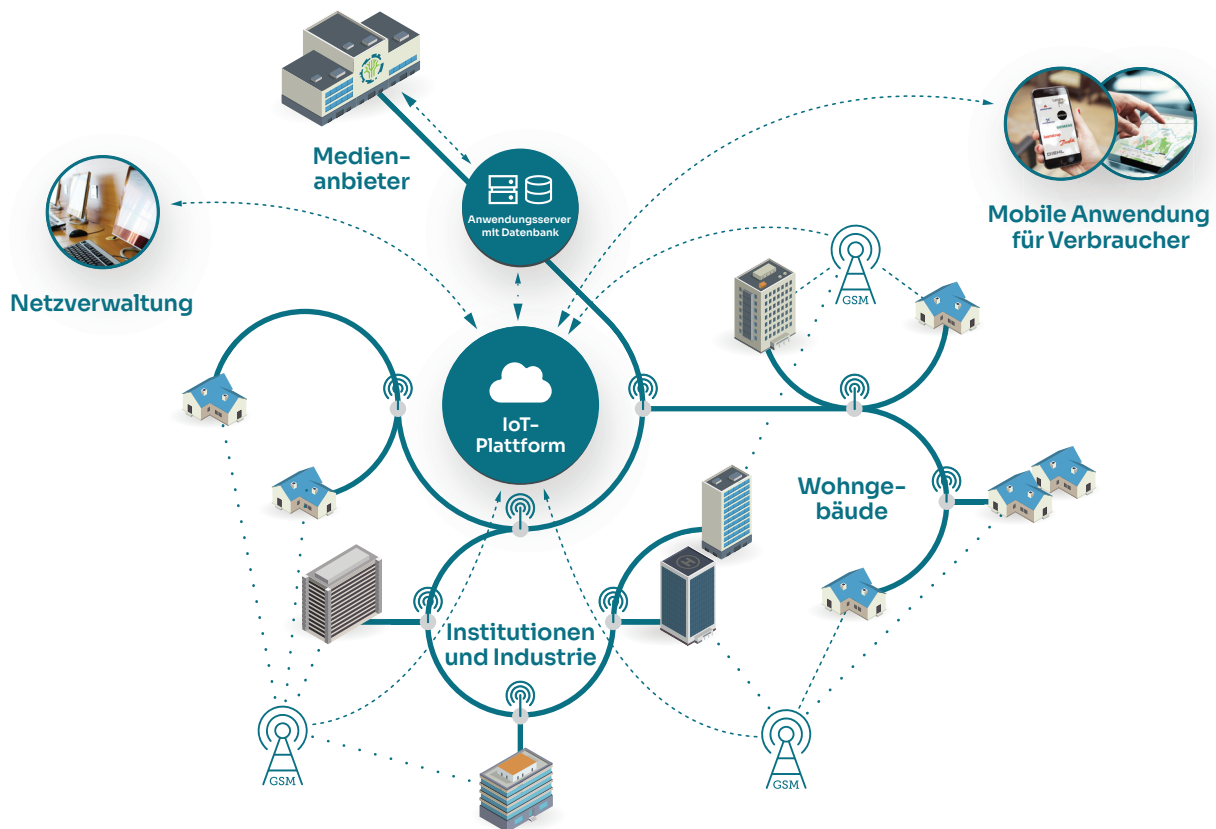 Medien-
anbieter
Anwendungsserver
mit Datenbank
Mobile Anwendung
für Verbraucher
Netzverwaltung
GSM
IoT-
Plattform
Wohnge-
bäude
Institutionen
und Industrie
GSM
GSM